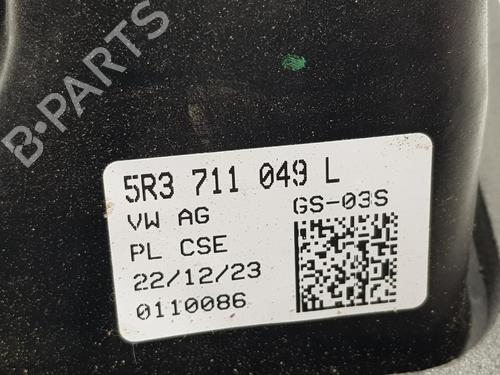 B-PARTS
5R3 711 049 L
VW AG GS-03S
PL CSE
22/12/23
0110086